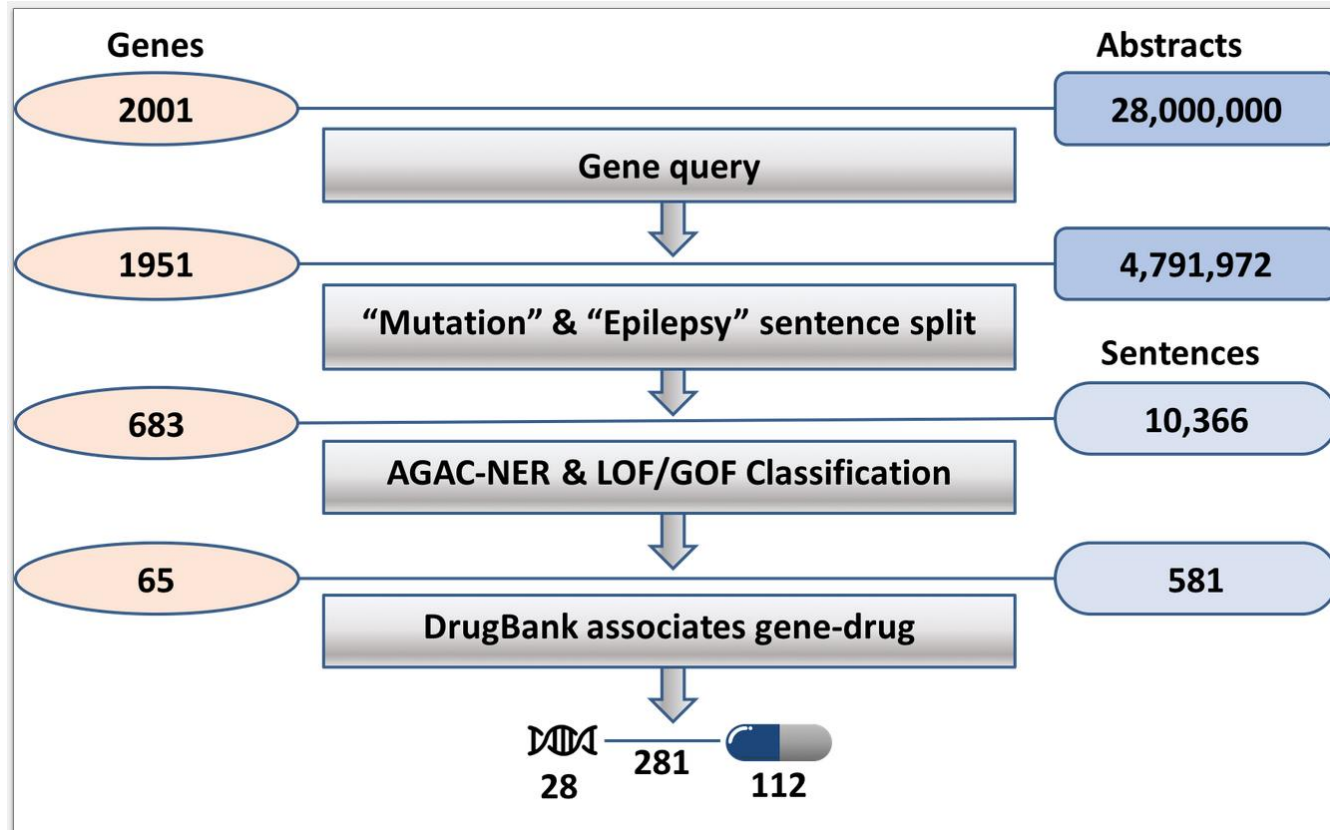 Genes
Abstracts
2001
28,000,000
Gene query
1951
4,791,972
“Mutation” & “Epilepsy” sentence split
Sentences
683
10,366
AGAC-NER & LOF/GOF Classification
65
581
DrugBank associates gene-drug
28
281
112